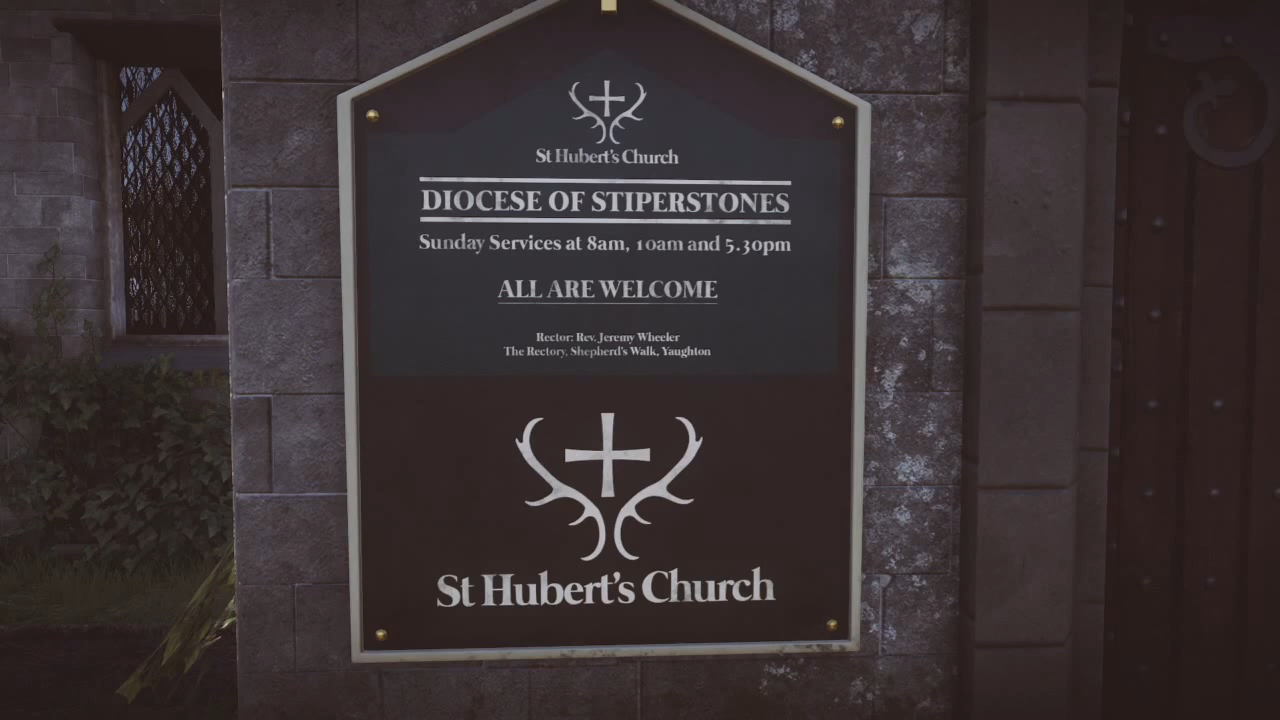 St Hubert's Church
DIOCESE OF STIPERSTONES
Sunday Services at 8am, 10am and 5.30pm
ALL ARE WELCOME
Rector: Rev. Jeremy Wheeler
The Rectory, Shepherd's Walk, Yaughton
St Hubert's Church